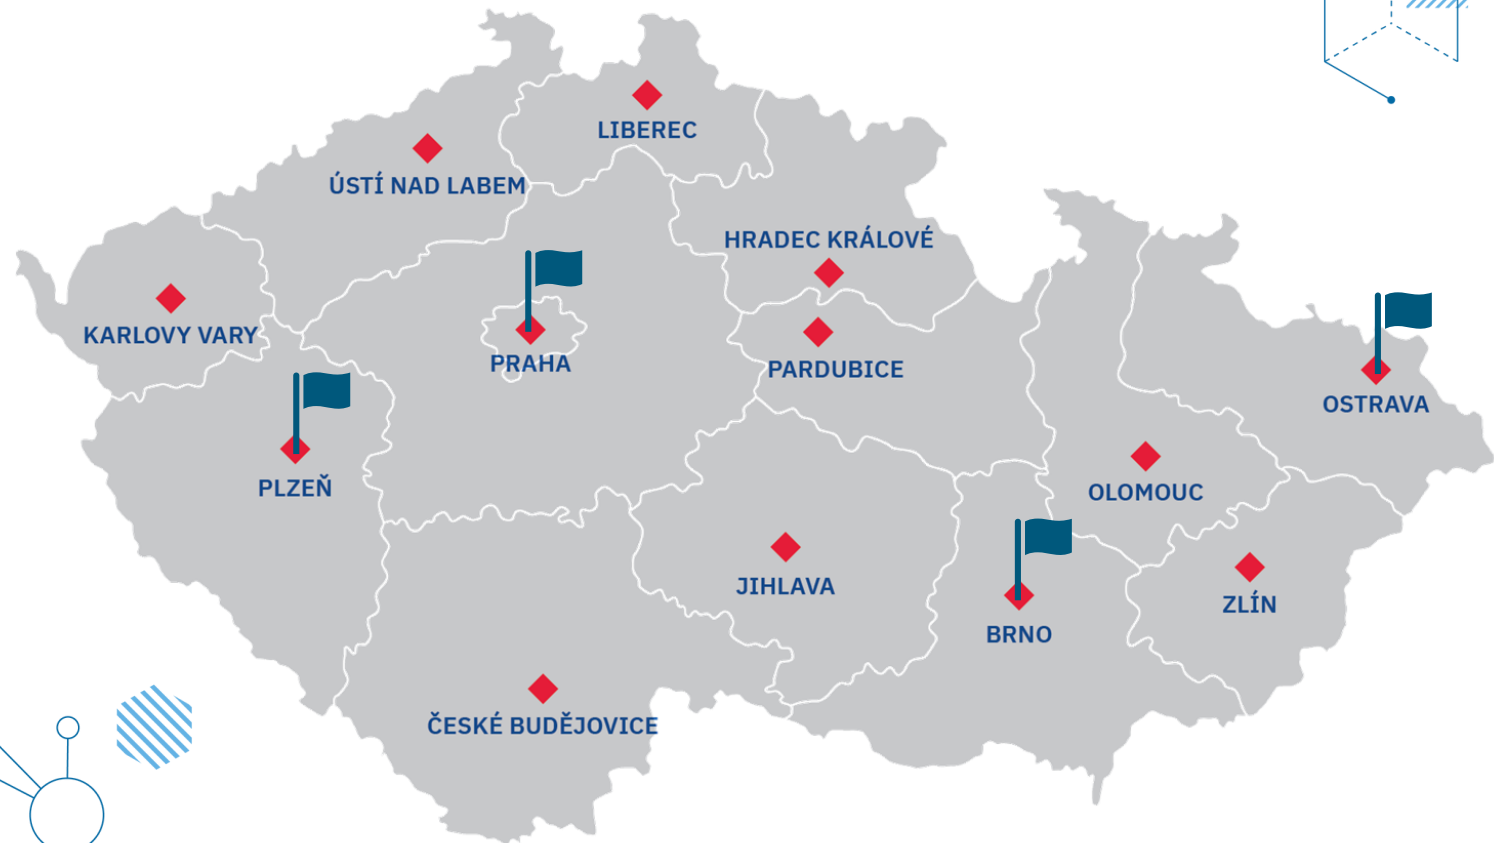 LIBEREC
ÚSTÍ NAD LABEM
HRADEC KRÁLOVÉ
KARLOVY VARY
PRAHA
PARDUBICE
OSTRAVA
PLZEŇ
OLOMOUC
JIHLAVA
ZLÍN
BRNO
ČESKÉ BUDĚJOVICE